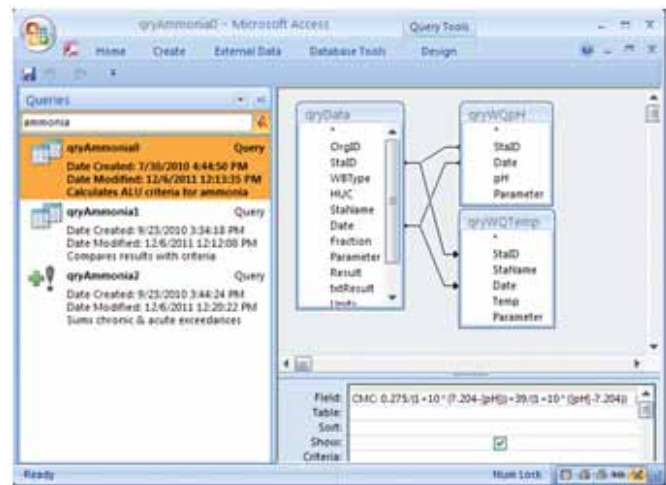 qryAmmonia0 - Microsoft Access
Query Tools
Home Create External Data Database Tools Design
Queries
ammonia
qryAmmonia0 Query
Date Created: 7/30/2010 4:44:50 PM
Date Modified: 12/6/2011 12:13:35 PM
Calculates ALU criteria for ammonia
qryAmmonia1 Query
Date Created: 9/23/2010 3:34:18 PM
Date Modified: 12/6/2011 12:12:08 PM
Compares results with criteria
qryAmmonia2 Query
Date Created: 9/23/2010 3:44:24 PM
Date Modified: 12/6/2011 12:20:22 PM
Sums chronic & acute exceedances
qryData
*
OrgID
StaID
WBType
HUC
StaName
Date
Fraction
Parameter
Result
txtResult
Units
qryWQpH
*
StaID
Date
pH
Parameter
qryWQTemp
*
StaID
StaName
Date
Temp
Parameter
Field: CMC: 0.275/(1+10^(7.204-[pH]))+39/(1+10^([pH]-7.204))
Table:
Sort:
Show:
Criteria:
Ready
Num Lock
SQL